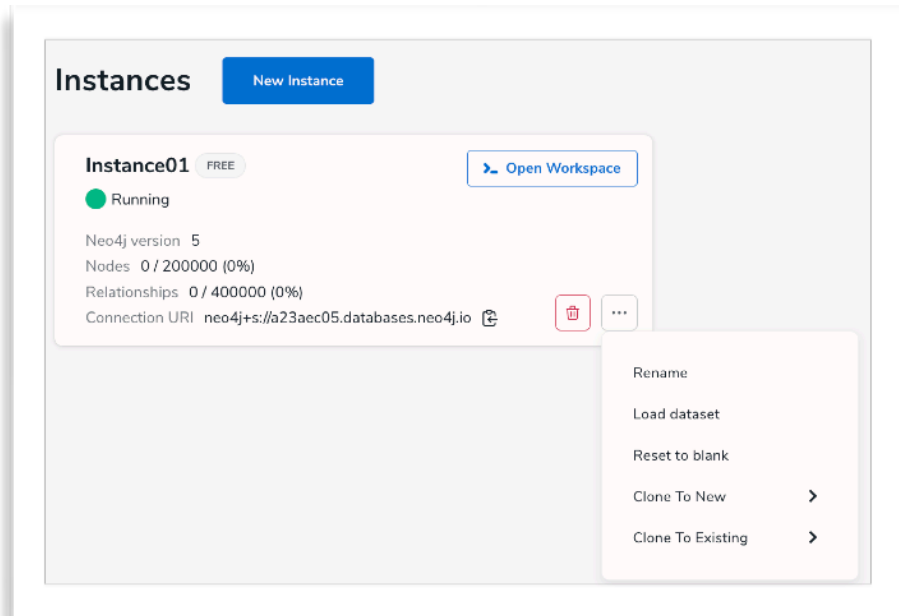 Instances
New Instance
Instance01 FREE
>_ Open Workspace
Running
Neo4j version 5
Nodes 0 / 200000 (0%)
Relationships 0 / 400000 (0%)
Connection URI neo4j+s://a23aec05.databases.neo4j.io
Rename
Load dataset
Reset to blank
Clone To New
Clone To Existing